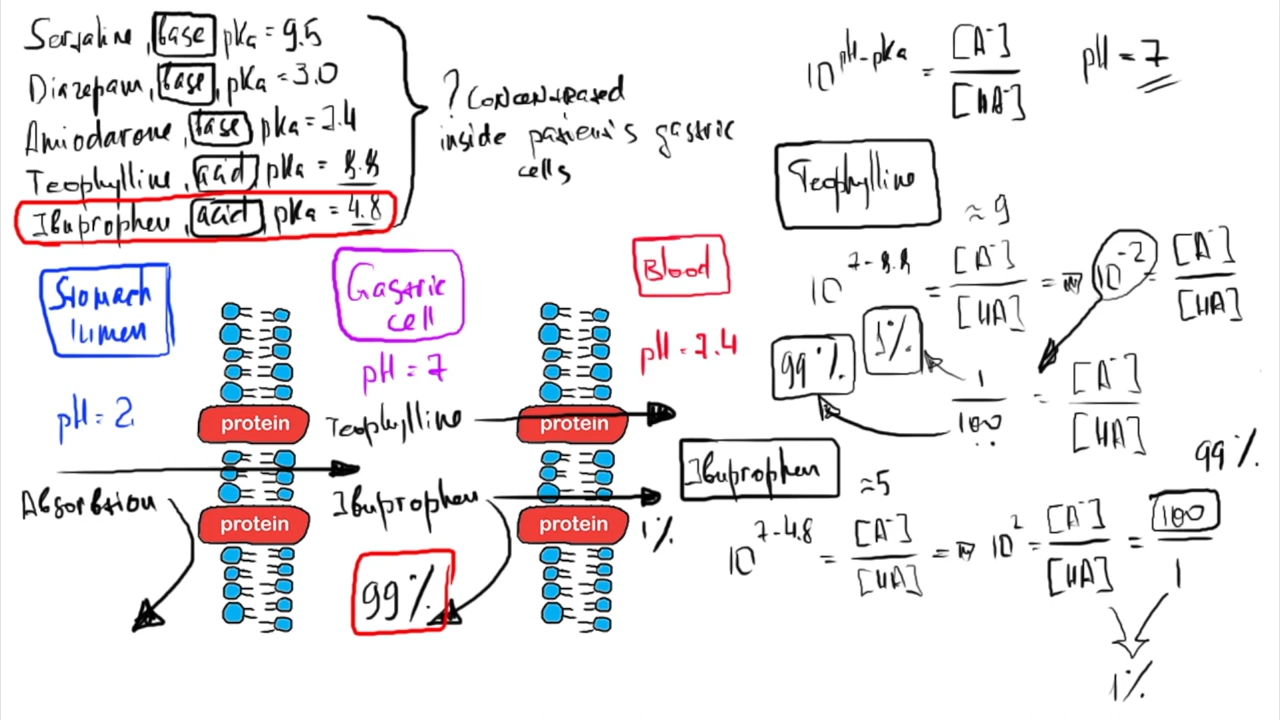 Sertaline, base pKa = 9.5
Diazepam, base, pKa = 3.0
Amiodarone, base pKa = 7.4
Teophylline, acid, pKa = 8.8
Ibuprophen, acid, pKa = 4.8
? Concentrated
inside patient's gastric
cells
10^pH-pKa = [A⁻] / [HA⁻]
pH = 7
Teophylline
≈ 9
10^7-8.8 = [A⁻] / [HA] => 10^-2 = [A⁻] / [HA]
99% 1%
1 / 100 = [A⁻] / [HA]
Stomach
lumen
pH = 2
Gastric
cell
pH = 7
Blood
pH = 7.4
protein
protein
protein
protein
Teophylline
Absorbtion
Ibuprophen
1%
99%
Ibuprophen
≈ 5
99%
10^7-4.8 = [A⁻] / [HA] => 10^2 = [A⁻] / [HA] = 100 / 1
1%